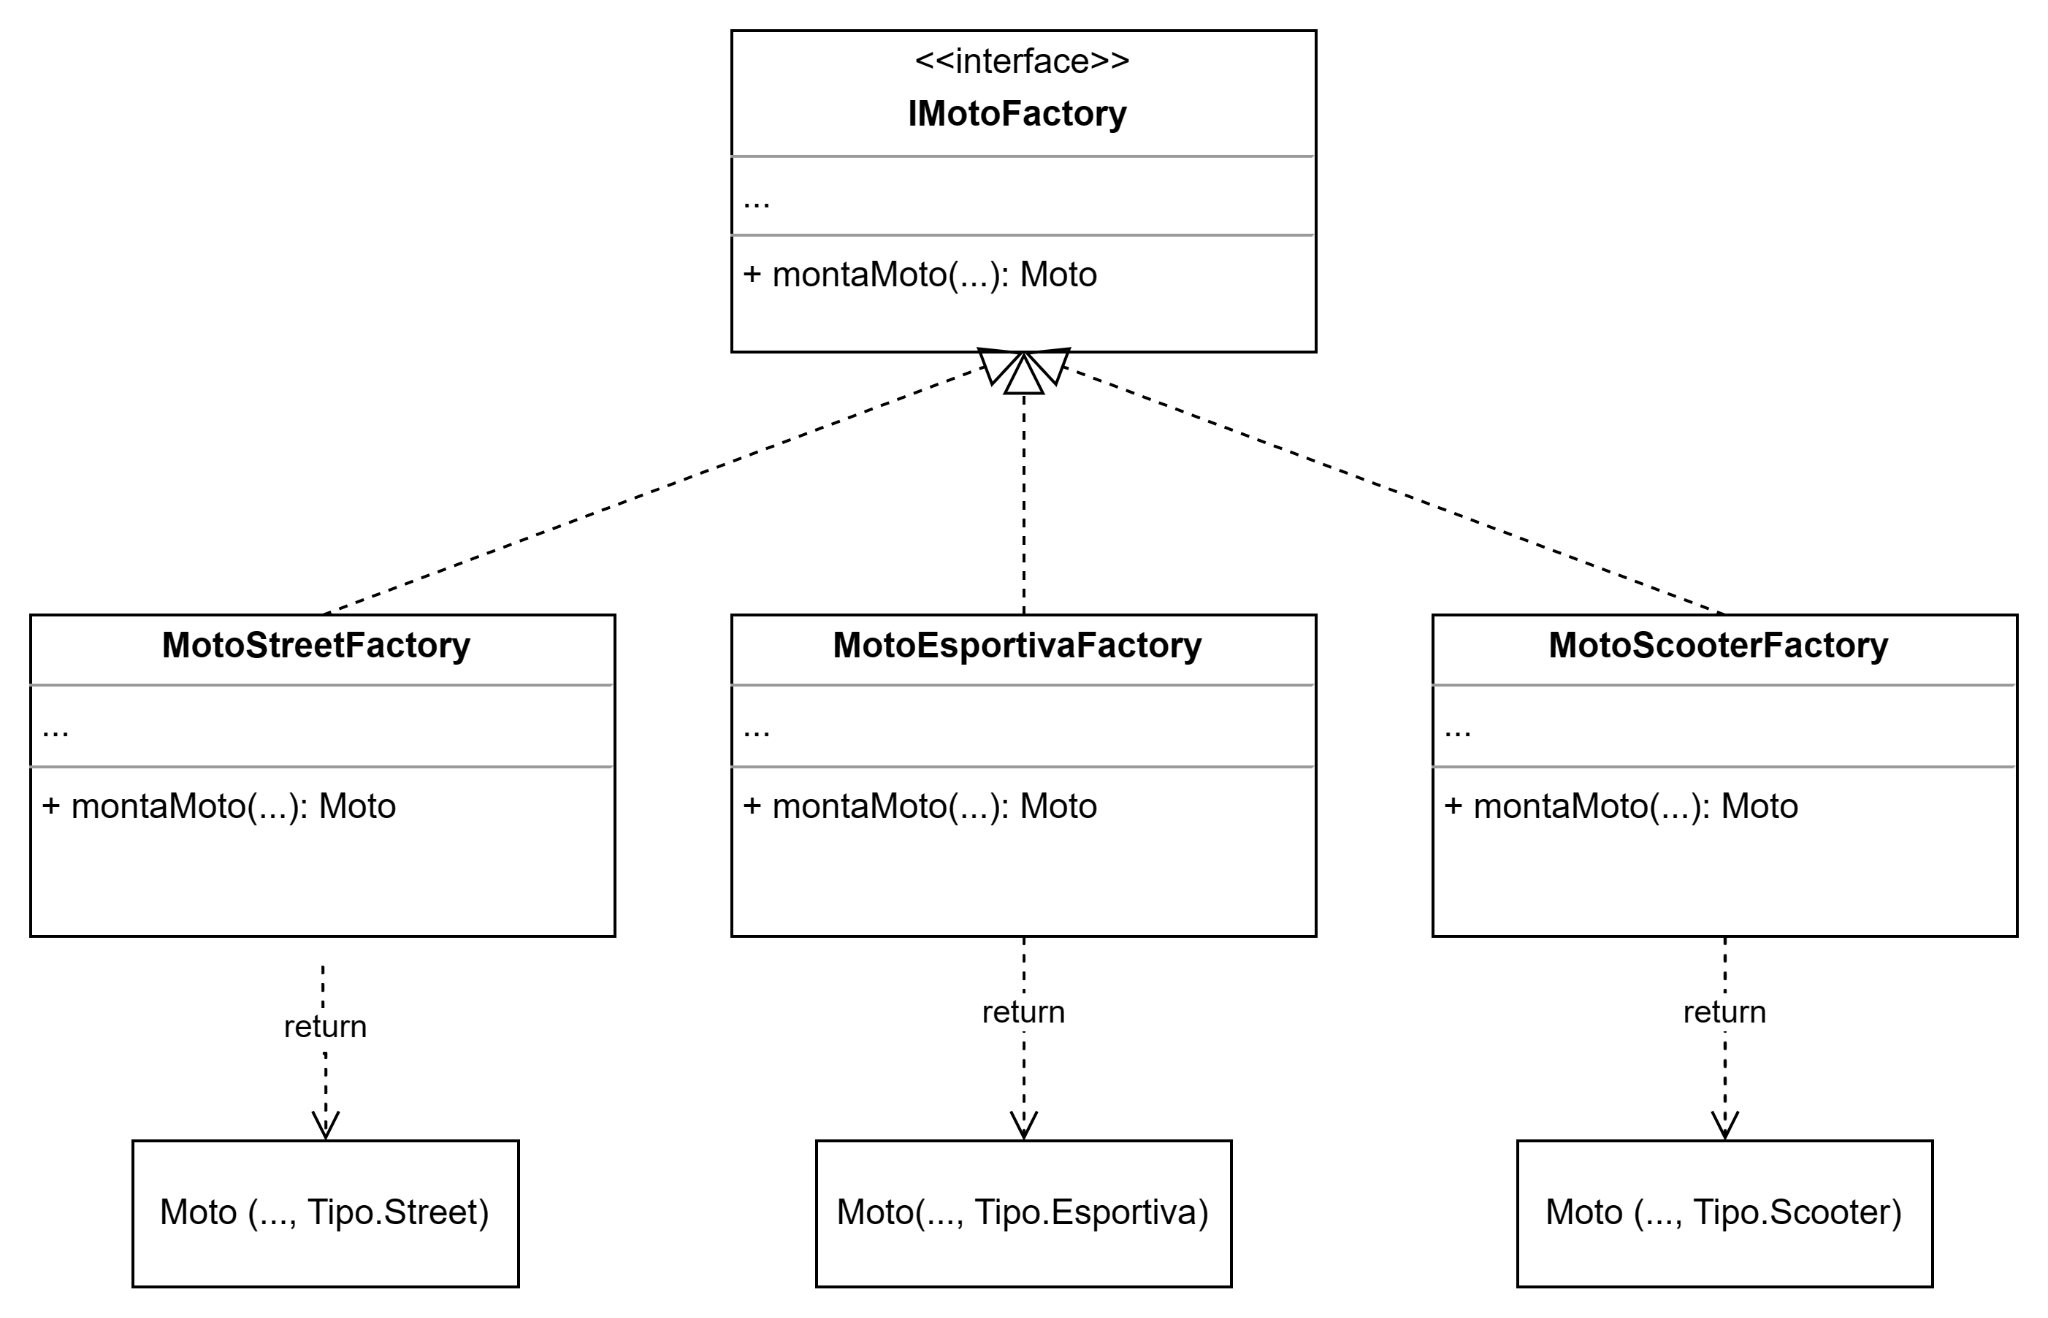 <<interface>>
IMotoFactory
...
+ montaMoto(...): Moto
MotoStreetFactory
...
+ montaMoto(...): Moto
MotoEsportivaFactory
...
+ montaMoto(...): Moto
MotoScooterFactory
...
+ montaMoto(...): Moto
return
return
return
Moto (..., Tipo.Street)
Moto(..., Tipo.Esportiva)
Moto (..., Tipo.Scooter)